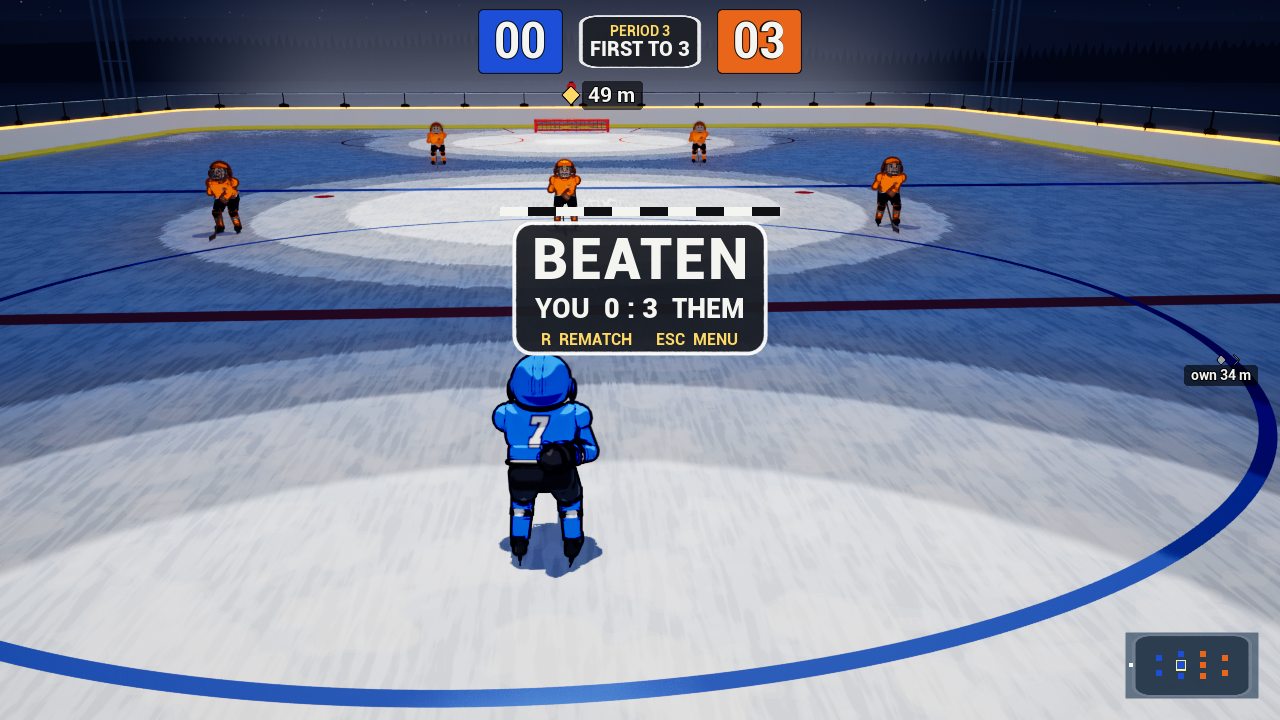 00
PERIOD 3
FIRST TO 3
03
49 m
BEATEN
YOU 0 : 3 THEM
R REMATCH ESC MENU
own 34 m
7